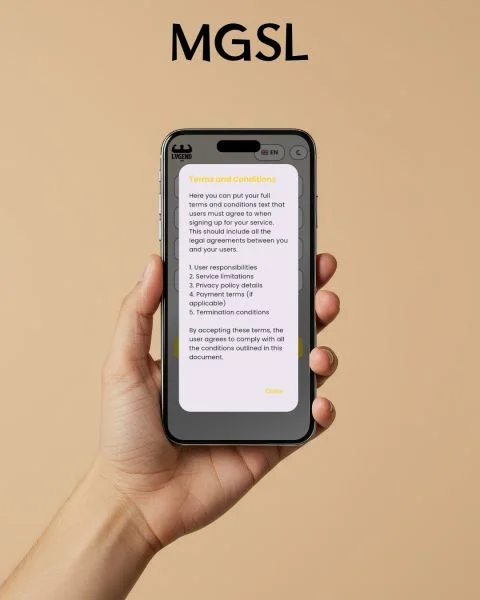 MGSL
LVGEND
EN
Terms and Conditions
Here you can put your full
terms and conditions text that
users must agree to when
signing up for your service.
This should include all the
legal agreements between you
and your users.
1. User responsibilities
2. Service limitations
3. Privacy policy details
4. Payment terms (if
applicable)
5. Termination conditions
By accepting these terms, the
user agrees to comply with all
the conditions outlined in this
document.
Close